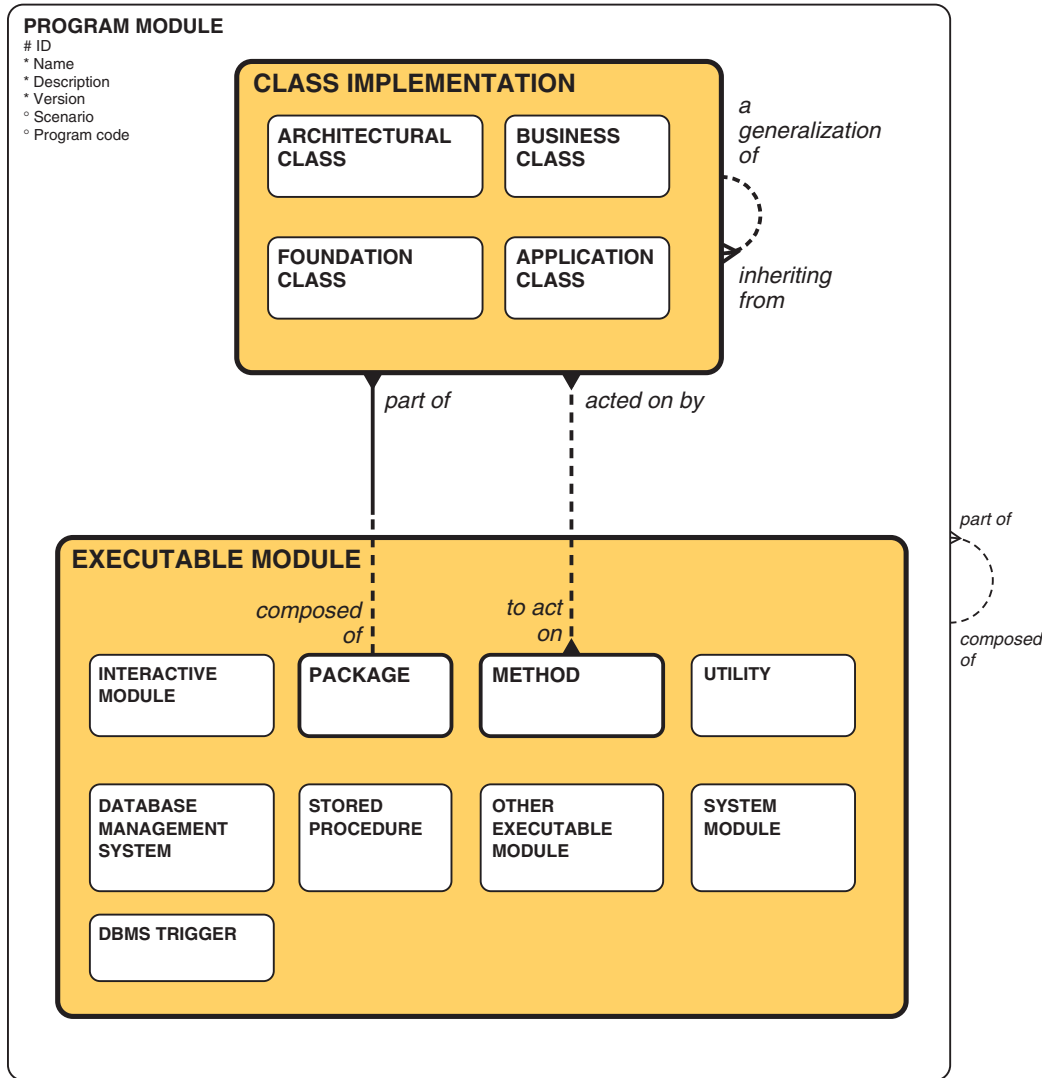 PROGRAM MODULE
# ID
* Name
* Description
* Version
° Scenario
° Program code
CLASS IMPLEMENTATION
ARCHITECTURAL
CLASS
BUSINESS
CLASS
FOUNDATION
CLASS
APPLICATION
CLASS
a
generalization
of
inheriting
from
part of
acted on by
part of
composed
of
EXECUTABLE MODULE
composed
of
to act
on
INTERACTIVE
MODULE
PACKAGE
METHOD
UTILITY
DATABASE
MANAGEMENT
SYSTEM
STORED
PROCEDURE
OTHER
EXECUTABLE
MODULE
SYSTEM
MODULE
DBMS TRIGGER